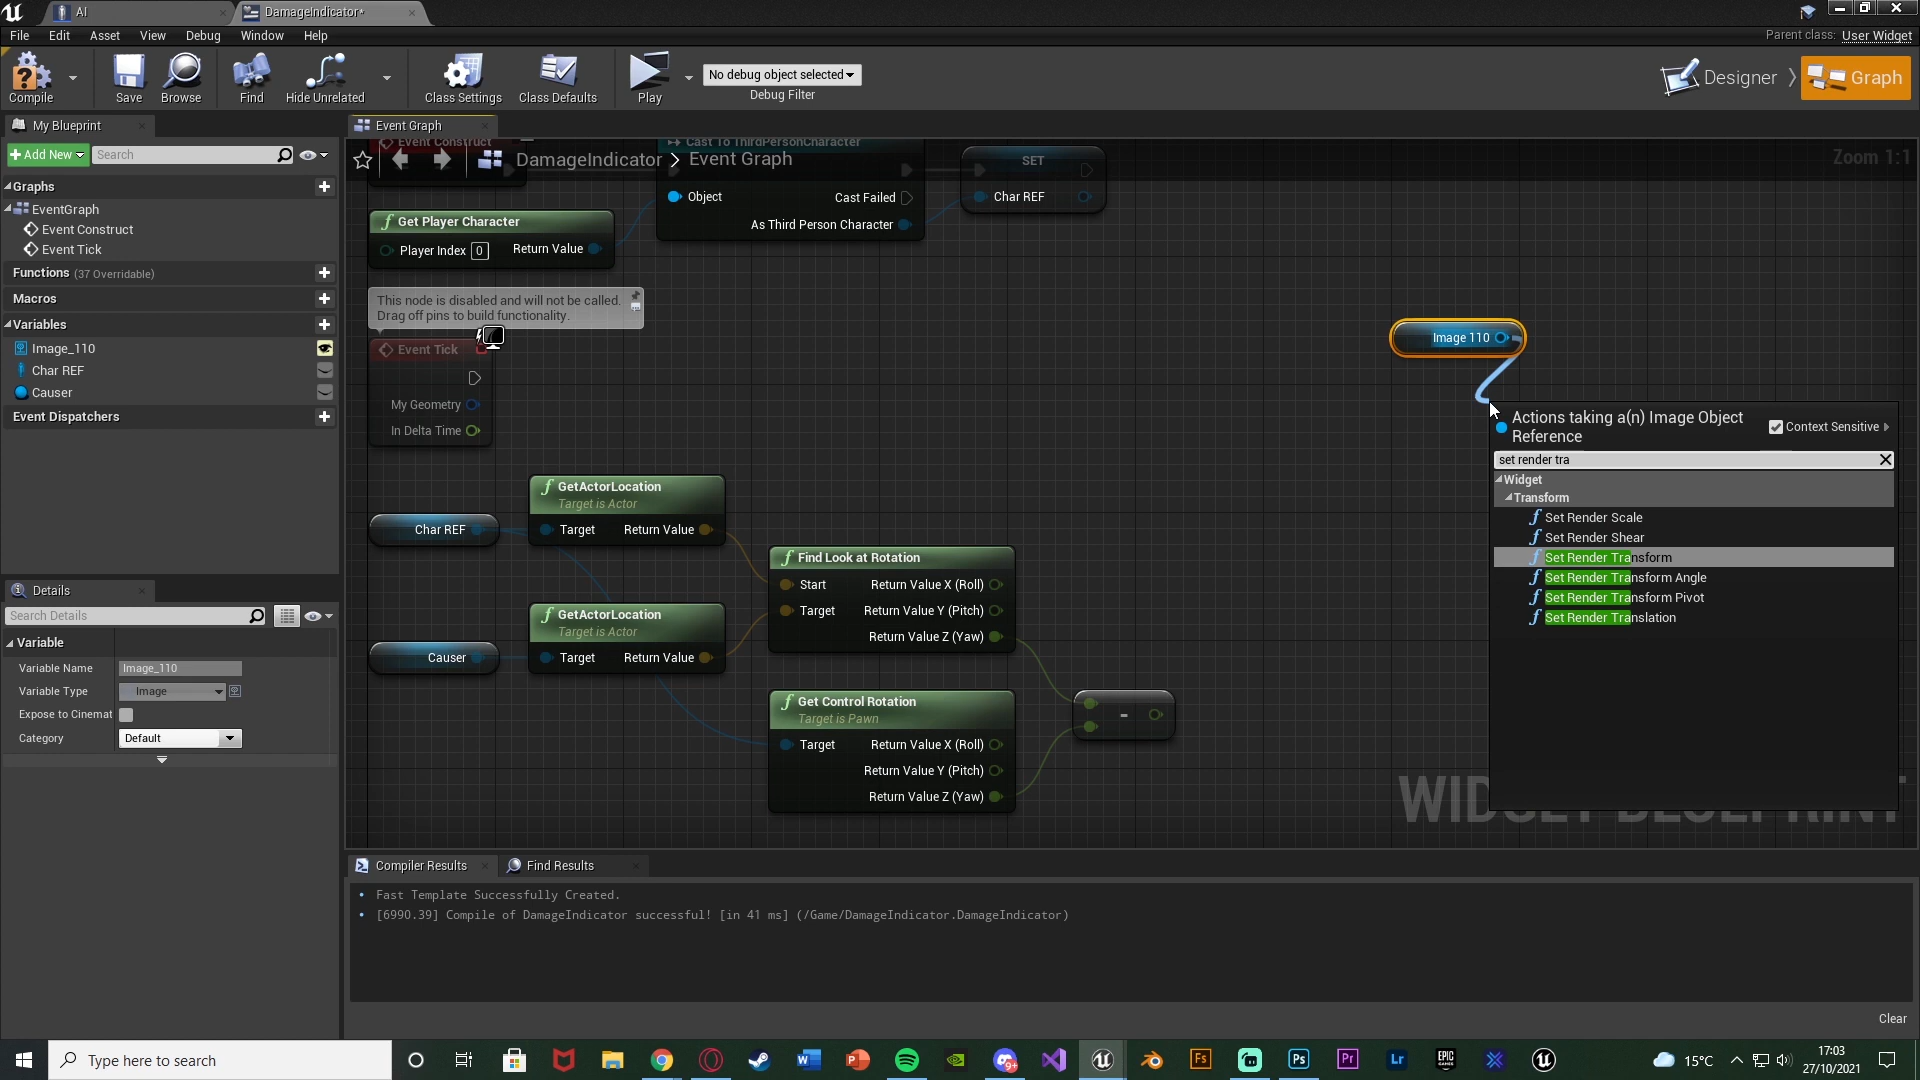 AI
DamageIndicator*
File Edit Asset View Debug Window Help
Parent class: User Widget
Compile
Save
Browse
Find
Hide Unrelated
Class Settings
Class Defaults
Play
No debug object selected
Debug Filter
Designer
Graph
My Blueprint
Event Graph
+Add New
Search
DamageIndicator > Event Graph
Zoom 1:1
Graphs
EventGraph
Event Construct
Event Tick
Functions (37 Overridable)
Macros
Variables
Image_110
Char REF
Causer
Event Dispatchers
Event Construct
Cast To ThirdPersonCharacter
Object
Cast Failed
As Third Person Character
SET
Char REF
Get Player Character
Player Index 0
Return Value
This node is disabled and will not be called.
Drag off pins to build functionality.
Event Tick
My Geometry
In Delta Time
Char REF
GetActorLocation
Target is Actor
Target Return Value
Causer
GetActorLocation
Target is Actor
Target Return Value
Find Look at Rotation
Start Return Value X (Roll)
Target Return Value Y (Pitch)
Return Value Z (Yaw)
Get Control Rotation
Target is Pawn
Target Return Value X (Roll)
Return Value Y (Pitch)
Return Value Z (Yaw)
-
Image 110
Actions taking a(n) Image Object
Reference
Context Sensitive
set render tra
Widget
Transform
Set Render Scale
Set Render Shear
Set Render Transform
Set Render Transform Angle
Set Render Transform Pivot
Set Render Translation
WIDGET BLUEPRINT
Details
Search Details
Variable
Variable Name Image_110
Variable Type Image
Expose to Cinemat
Category Default
Compiler Results
Find Results
Fast Template Successfully Created.
[6990.39] Compile of DamageIndicator successful! [in 41 ms] (/Game/DamageIndicator.DamageIndicator)
Clear
Type here to search
15°C
17:03
27/10/2021